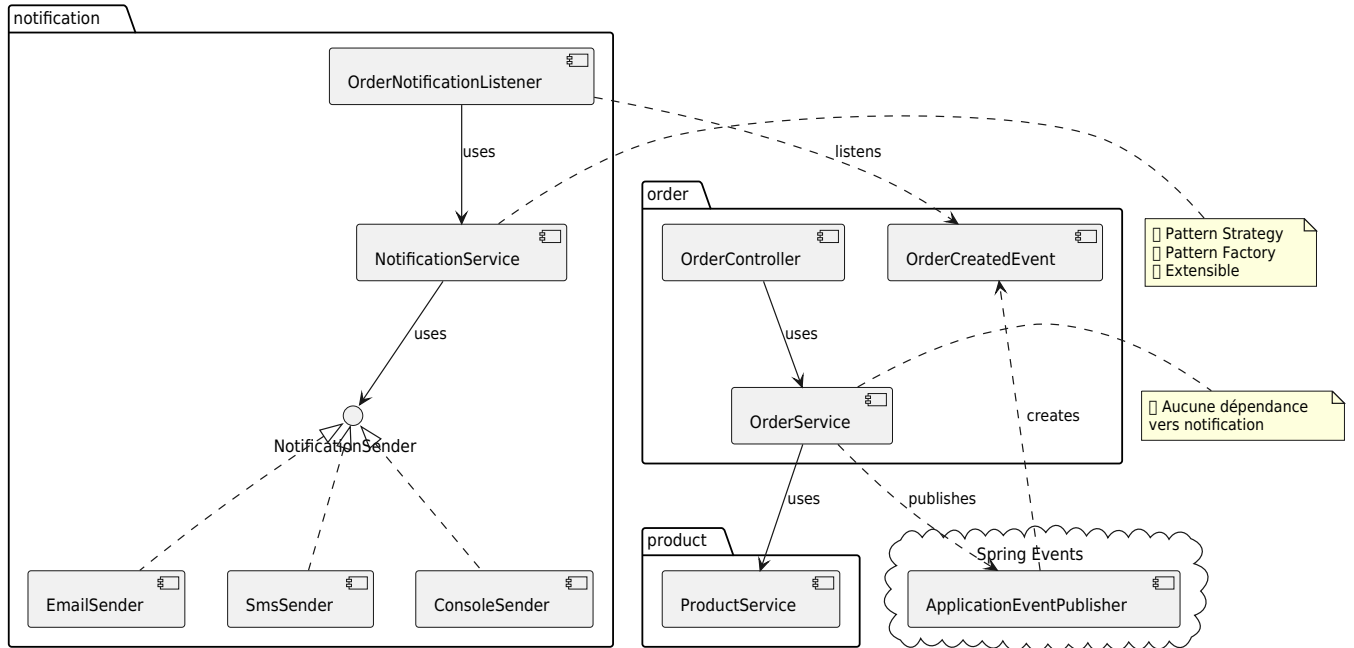 notification
OrderNotificationListener
uses
listens
order
NotificationService
OrderController
OrderCreatedEvent
Pattern Strategy
Pattern Factory
Extensible
uses
uses
NotificationSender
OrderService
creates
Aucune dépendance
vers notification
uses
publishes
product
Spring Events
EmailSender
SmsSender
ConsoleSender
ProductService
ApplicationEventPublisher